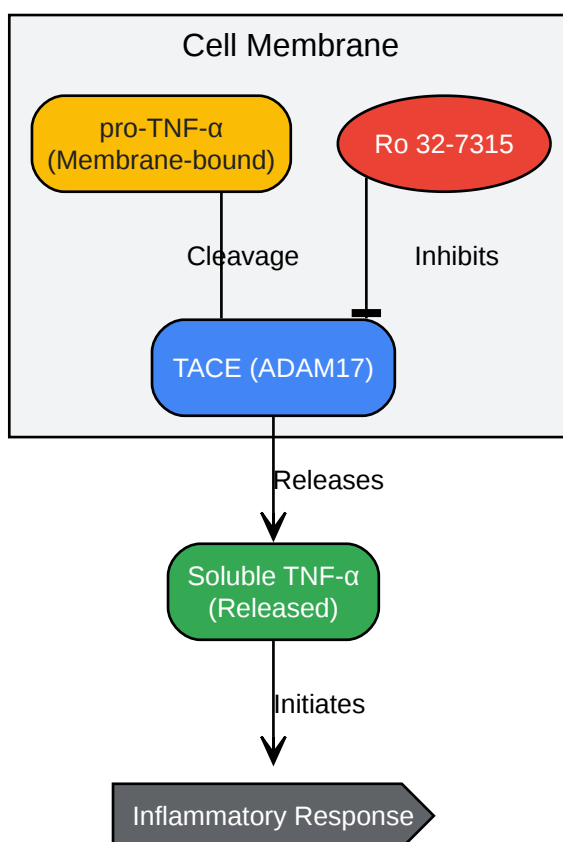 Cell Membrane
pro-TNF-α
(Membrane-bound)
Ro 32-7315
Cleavage
Inhibits
TACE (ADAM17)
Releases
Soluble TNF-α
(Released)
Initiates
Inflammatory Response